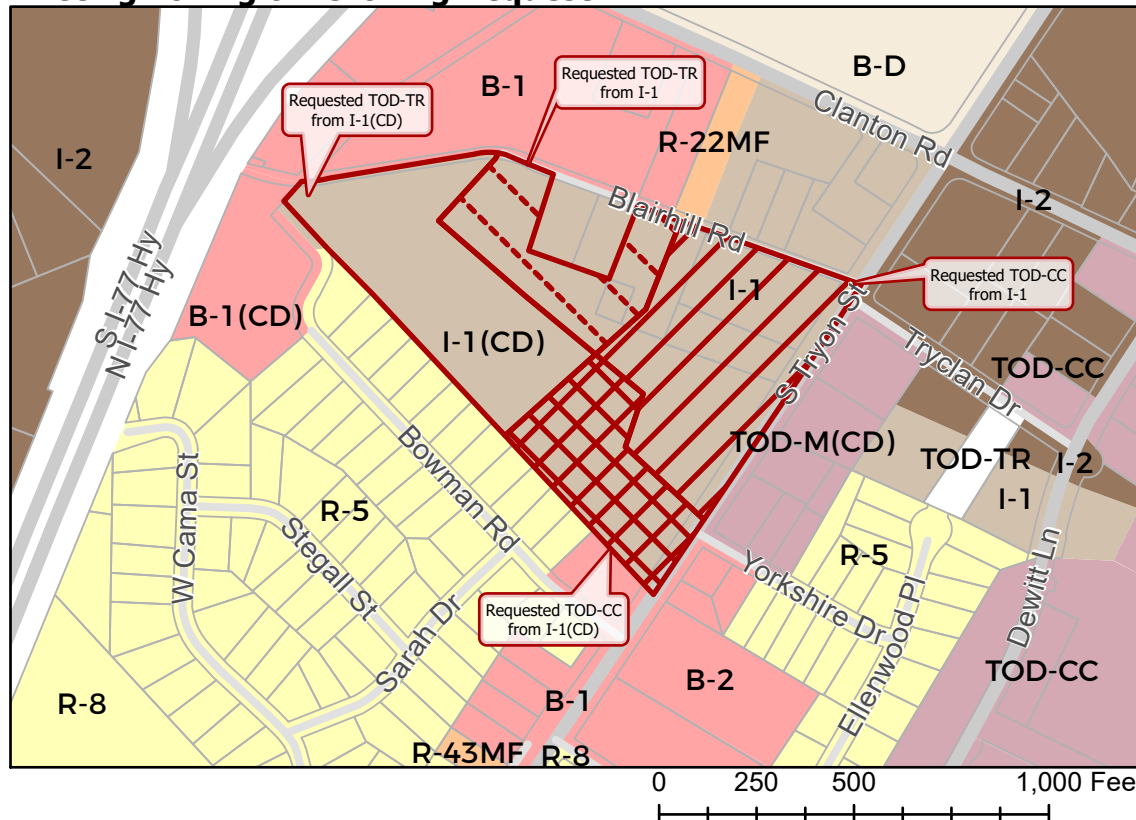 B-D
B-1
Requested TOD-TR
from I-1
Requested TOD-TR
from I-1(CD)
Clanton Rd
R-22MF
I-2
I-2
Blairhill Rd
S I-77 Hy
N I-77 Hy
Requested TOD-CC
from I-1
I-1
B-1(CD)
I-1(CD)
S Tryon St
Tryclan Dr
TOD-CC
TOD-M(CD)
TOD-TR
I-2
I-1
Bowman Rd
W Cama St
R-5
Stegall St
R-5
Yorkshire Dr
Ellenwood Pl
Dewitt Ln
Requested TOD-CC
from I-1(CD)
Sarah Dr
TOD-CC
B-2
R-8
B-1
R-43MF
R-8
0 250 500 1,000 Fee